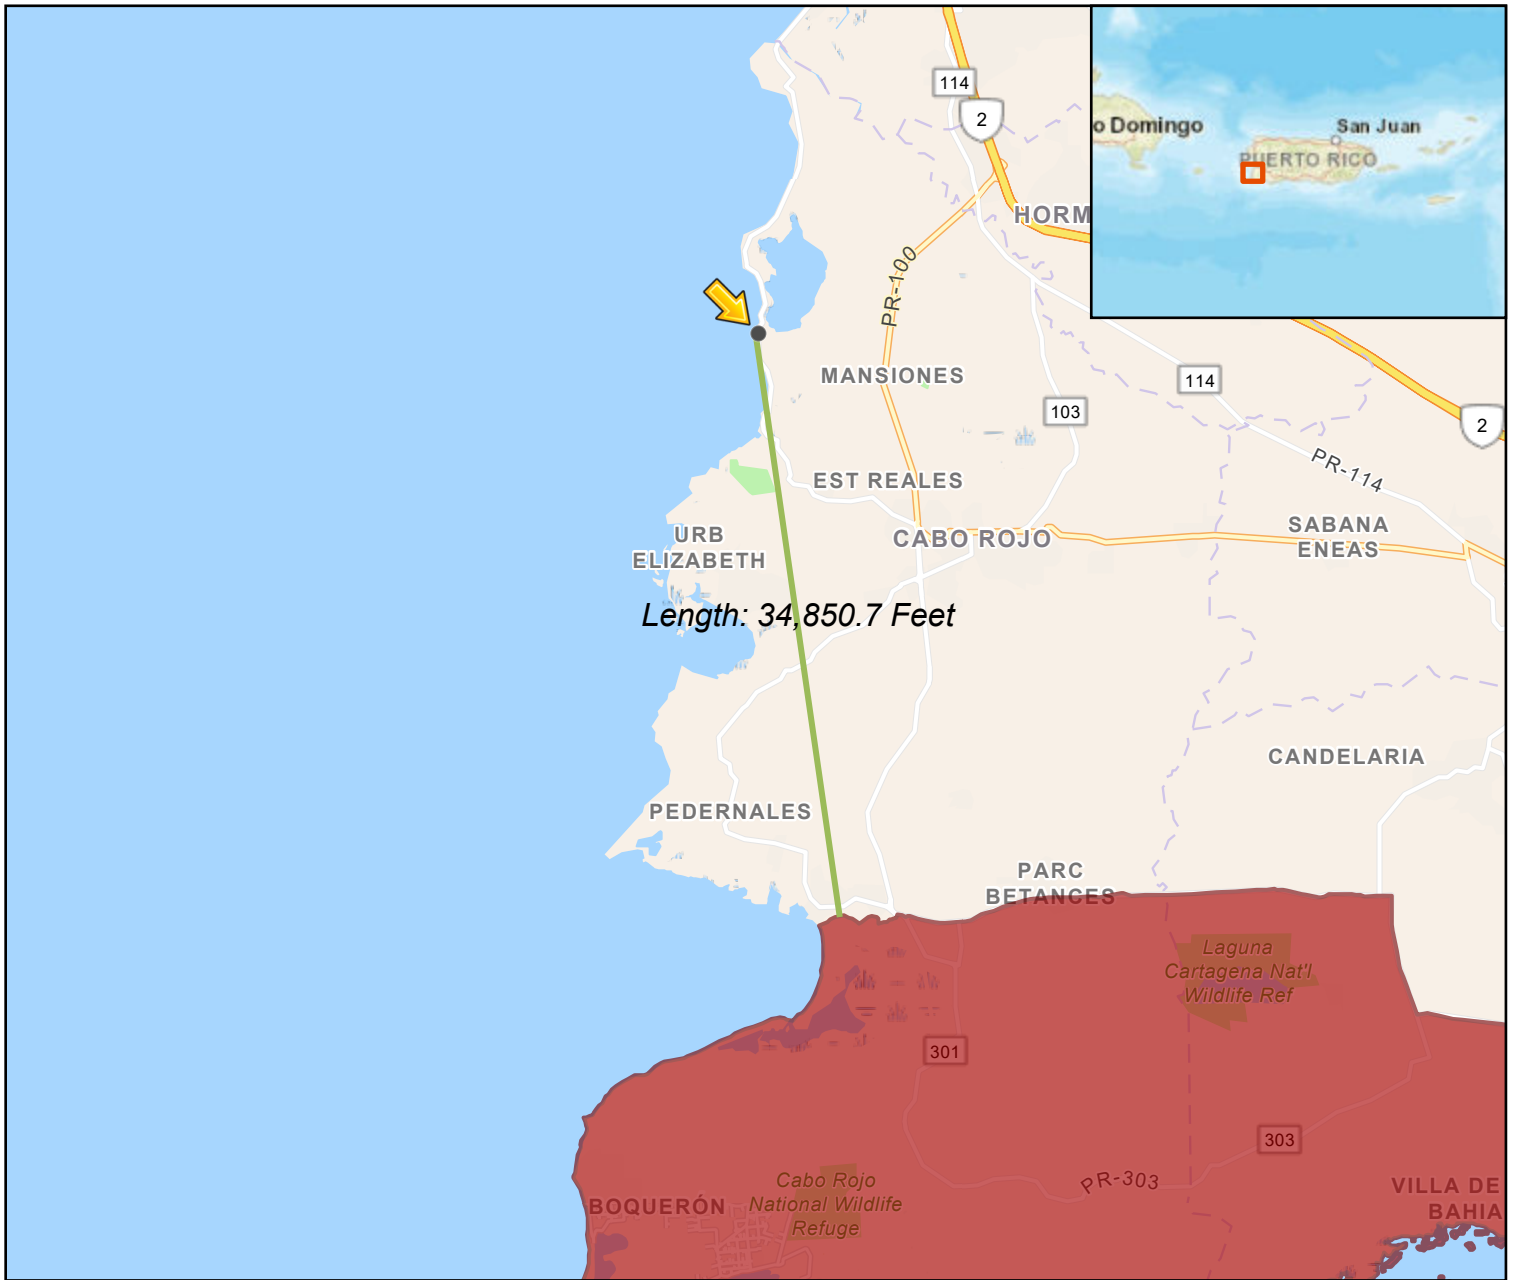 114
2
o Domingo
San Juan
PUERTO RICO
HORM
PR-100
MANSIONES
114
103
2
PR-114
EST REALES
SABANA
ENEAS
URB
ELIZABETH
CABO ROJO
Length: 34,850.7 Feet
CANDELARIA
PEDERNALES
PARC
BETANCES
Laguna
Cartagena Nat'l
Wildlife Ref
301
303
PR-303
Cabo Rojo
National Wildlife
Refuge
BOQUERÓN
VILLA DE
BAHIA